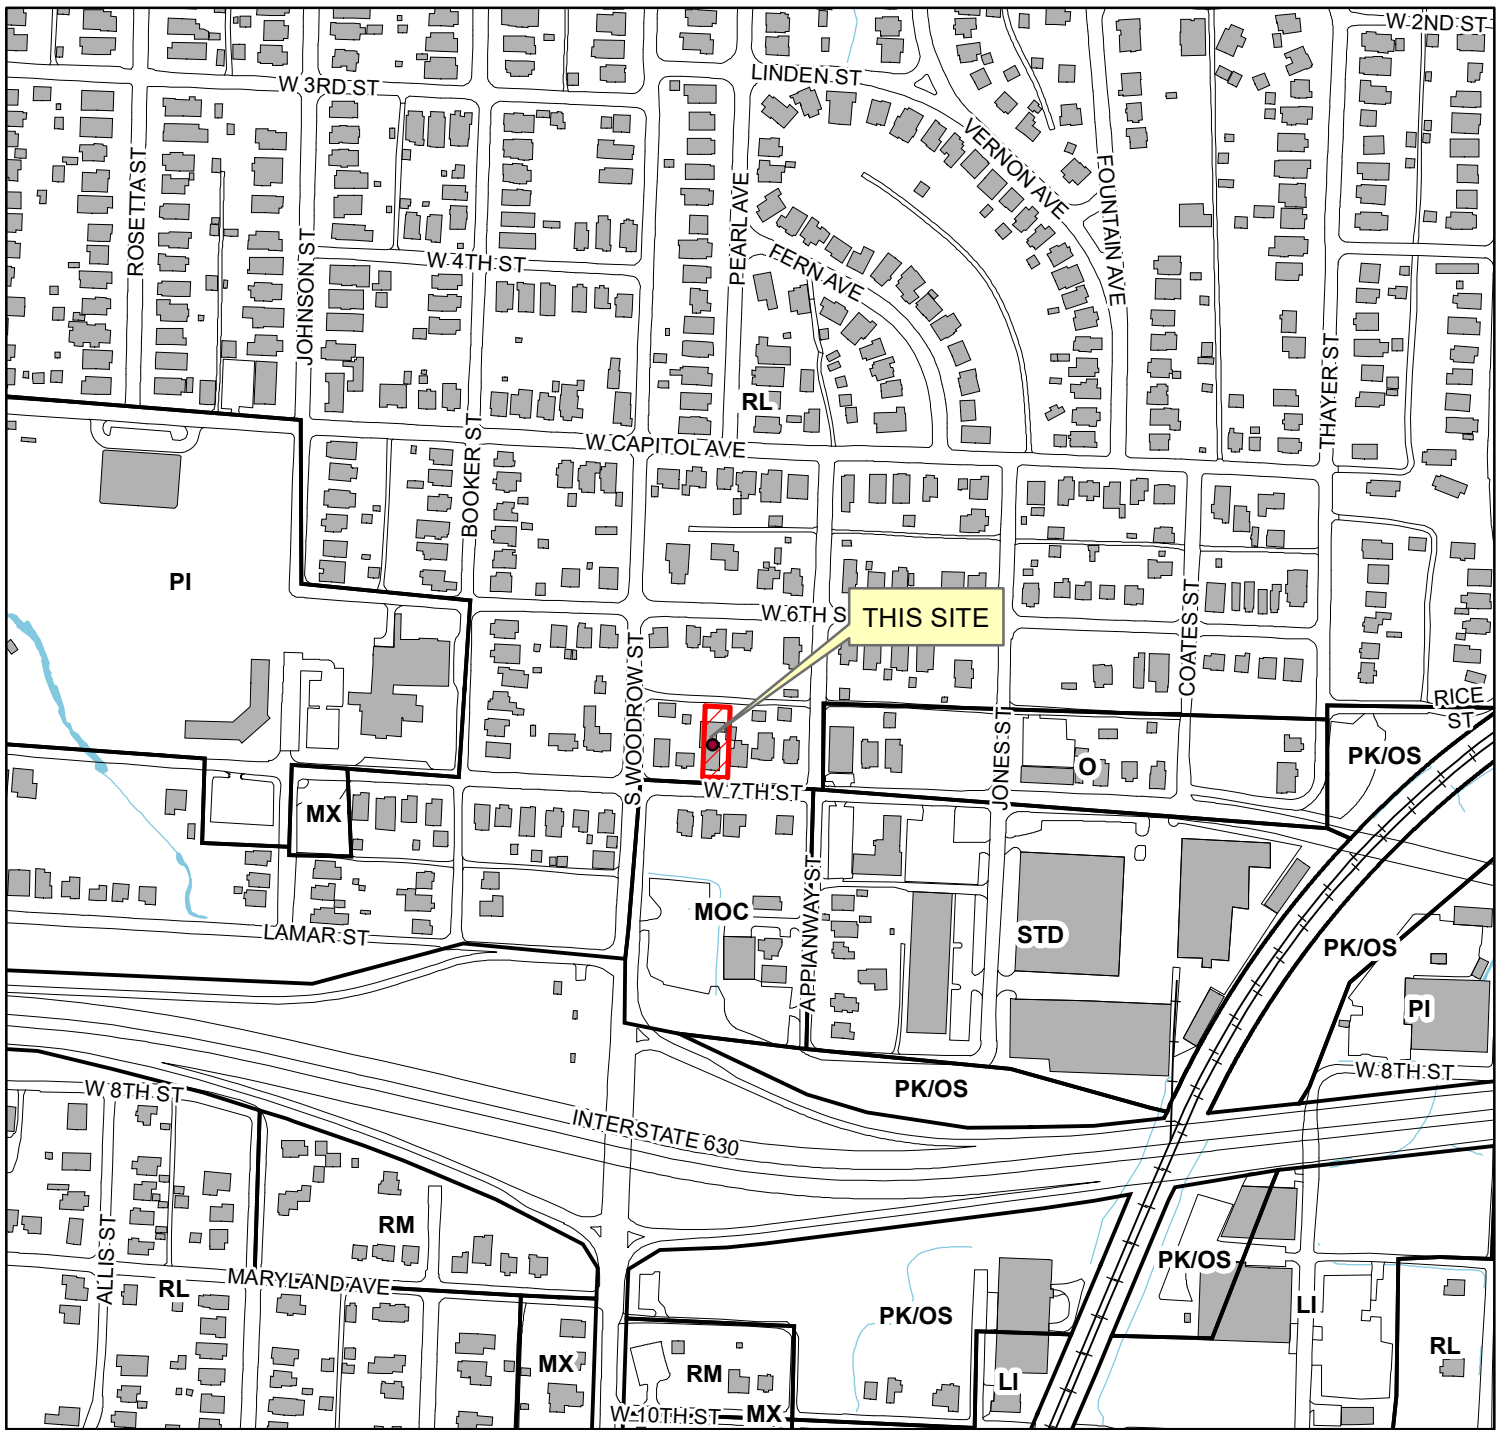 W 2ND ST
LINDEN ST
W 3RD ST
VERNON AVE
FOUNTAIN AVE
ROSETTA ST
PEARL AVE
JOHNSON ST
W 4TH ST
FERN AVE
THAYER ST
RL
W CAPITOL AVE
BOOKER ST
PI
W 6TH S
THIS SITE
COATES ST
S WOODROW ST
RICE
ST
JONES ST
PK/OS
O
W 7TH ST
MX
APPIANWAY ST
MOC
STD
LAMAR ST
PK/OS
PI
W 8TH ST
PK/OS
W 8TH ST
INTERSTATE 630
RM
ALLIS ST
RL
MARYLAND AVE
PK/OS
PK/OS
LI
RL
MX
RM
LI
W 10TH ST
MX